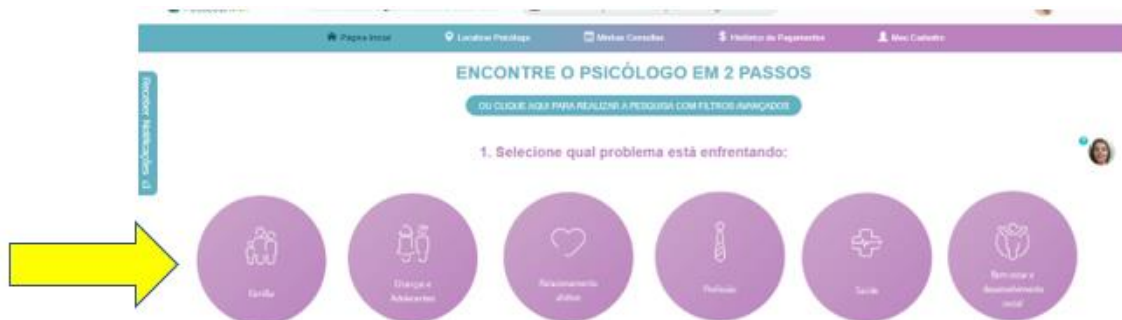 Página Inicial
Localizar Psicólogo
Minhas Consultas
Histórico de Pagamentos
Meu Cadastro
ENCONTRE O PSICÓLOGO EM 2 PASSOS
OU CLIQUE AQUI PARA REALIZAR A PESQUISA COM FILTROS AVANÇADOS
Receber Notificações
1. Selecione qual problema está enfrentando:
Família
Criança e
Adolescentes
Relacionamento
afetivo
Profissão
Saúde
Bem estar e
desenvolvimento
social